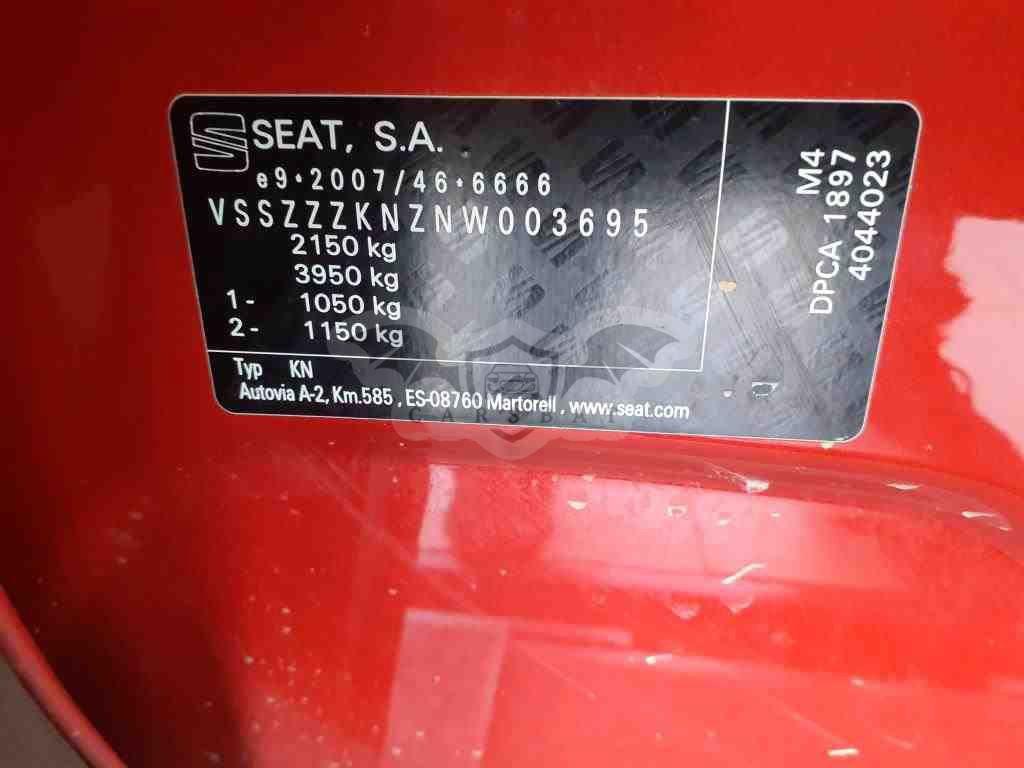 SEAT, S.A.
e9*2007/46*6666
VSSZZZKNZNW003695
2150 kg
3950 kg
1- 1050 kg
2- 1150 kg
Typ KN
Autovia A-2, Km.585 , ES-08760 Martorell , www.seat.com
M4
DPCA 1897
4044023
CARSBAT